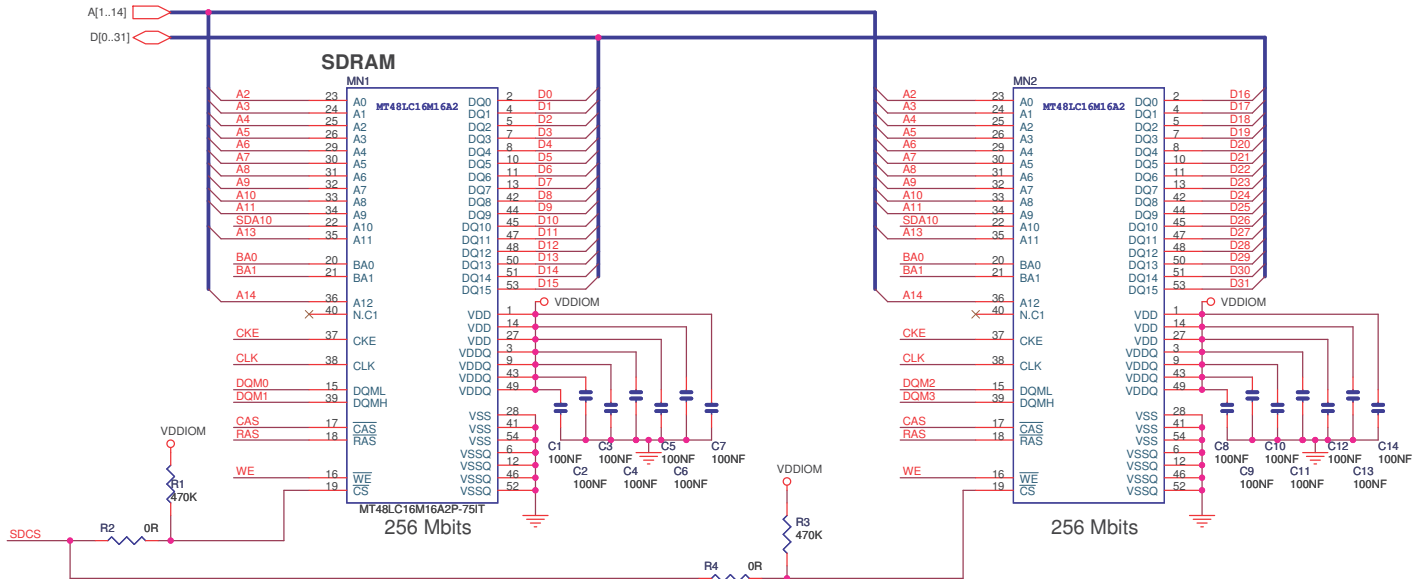 A[1..14]
D[0..31]
SDRAM
MN1
MT48LC16M16A2
A2 23 A0 DQ0 2 D0
A3 24 A1 DQ1 4 D1
A4 25 A2 DQ2 5 D2
A5 26 A3 DQ3 7 D3
A6 29 A4 DQ4 8 D4
A7 30 A5 DQ5 10 D5
A8 31 A6 DQ6 11 D6
A9 32 A7 DQ7 13 D7
A10 33 A8 DQ8 42 D8
A11 34 A9 DQ9 44 D9
SDA10 22 A10 DQ10 45 D10
A13 35 A11 DQ11 47 D11
DQ12 48 D12
BA0 20 BA0 DQ13 50 D13
BA1 21 BA1 DQ14 51 D14
DQ15 53 D15
A14 36 A12
40 N.C1
VDDIOM
VDD 1
VDD 14
CKE 37 CKE VDD 27
VDDQ 3
CLK 38 CLK VDDQ 9
VDDQ 43
DQM0 15 DQML VDDQ 49
DQM1 39 DQMH
VSS 28
CAS 17 CAS VSS 41
RAS 18 RAS VSS 54
VSSQ 6
VSSQ 12
WE 16 WE VSSQ 46
19 CS VSSQ 52
MT48LC16M16A2P-75IT
256 Mbits
C1 C3 C5 C7
100NF 100NF 100NF 100NF
C2 C4 C6
100NF 100NF 100NF
VDDIOM
R1
470K
SDCS
R2 0R
MN2
MT48LC16M16A2
A2 23 A0 DQ0 2 D16
A3 24 A1 DQ1 4 D17
A4 25 A2 DQ2 5 D18
A5 26 A3 DQ3 7 D19
A6 29 A4 DQ4 8 D20
A7 30 A5 DQ5 10 D21
A8 31 A6 DQ6 11 D22
A9 32 A7 DQ7 13 D23
A10 33 A8 DQ8 42 D24
A11 34 A9 DQ9 44 D25
SDA10 22 A10 DQ10 45 D26
A13 35 A11 DQ11 47 D27
DQ12 48 D28
BA0 20 BA0 DQ13 50 D29
BA1 21 BA1 DQ14 51 D30
DQ15 53 D31
A14 36 A12
40 N.C1
VDDIOM
VDD 1
VDD 14
CKE 37 CKE VDD 27
VDDQ 3
CLK 38 CLK VDDQ 9
VDDQ 43
DQM2 15 DQML VDDQ 49
DQM3 39 DQMH
VSS 28
CAS 17 CAS VSS 41
RAS 18 RAS VSS 54
VSSQ 6
VSSQ 12
WE 16 WE VSSQ 46
19 CS VSSQ 52
256 Mbits
C8 C10 C12 C14
100NF 100NF 100NF 100NF
C9 C11 C13
100NF 100NF 100NF
VDDIOM
R3
470K
R4 0R